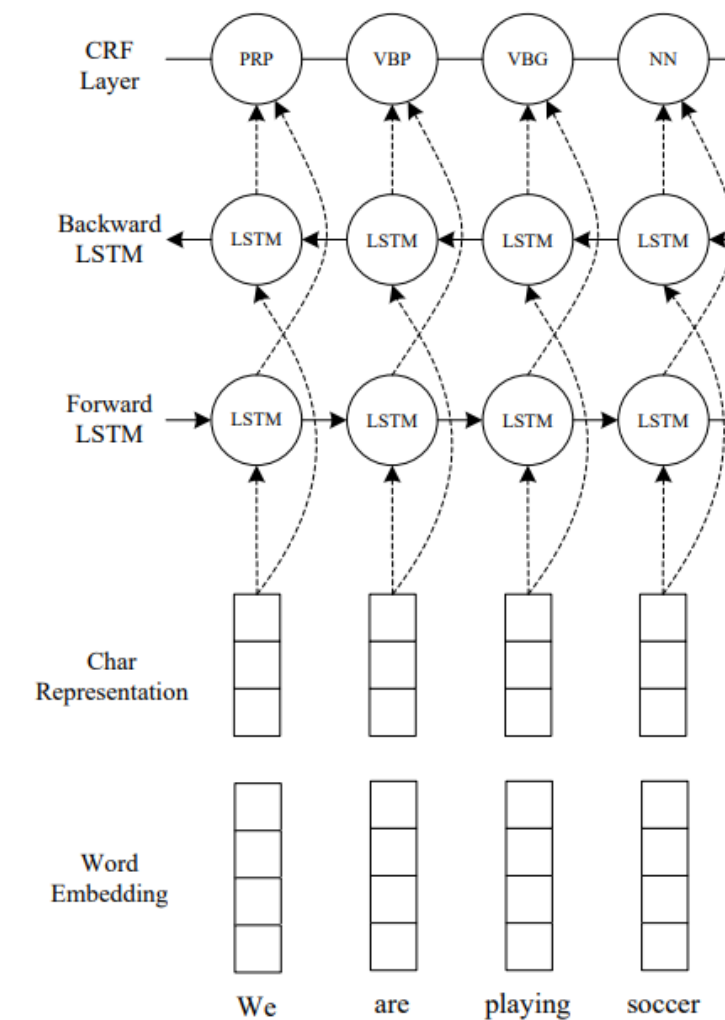 CRF
Layer
PRP
VBP
VBG
NN
Backward
LSTM
LSTM
LSTM
LSTM
LSTM
Forward
LSTM
LSTM
LSTM
LSTM
LSTM
Char
Representation
Word
Embedding
We
are
playing
soccer